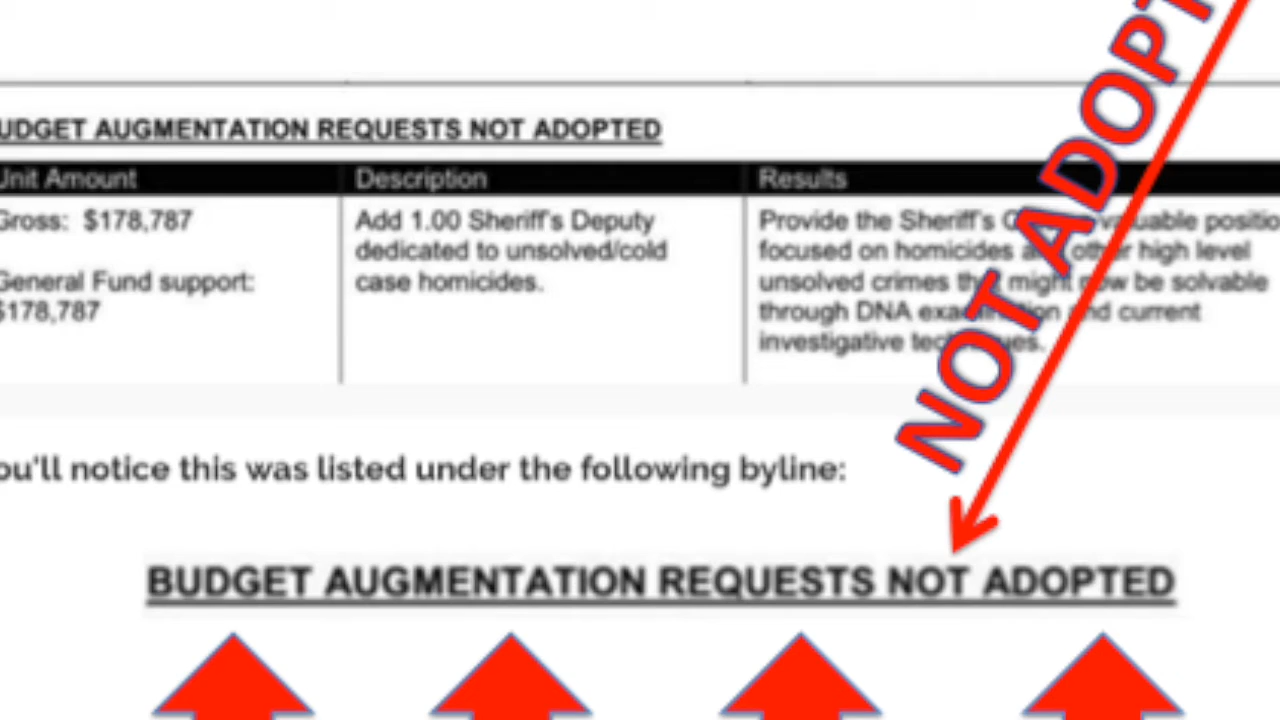 UDGET AUGMENTATION REQUESTS NOT ADOPTED
Unit Amount Description Results
Gross: $178,787
General Fund support:
$178,787
Add 1.00 Sheriff's Deputy
dedicated to unsolved/cold
case homicides.
Provide the Sheriff's positio
focused on homicides other high level
unsolved crimes might be solvable
through DNA and current
investigative
NOT ADOPT
ou'll notice this was listed under the following byline:
BUDGET AUGMENTATION REQUESTS NOT ADOPTED